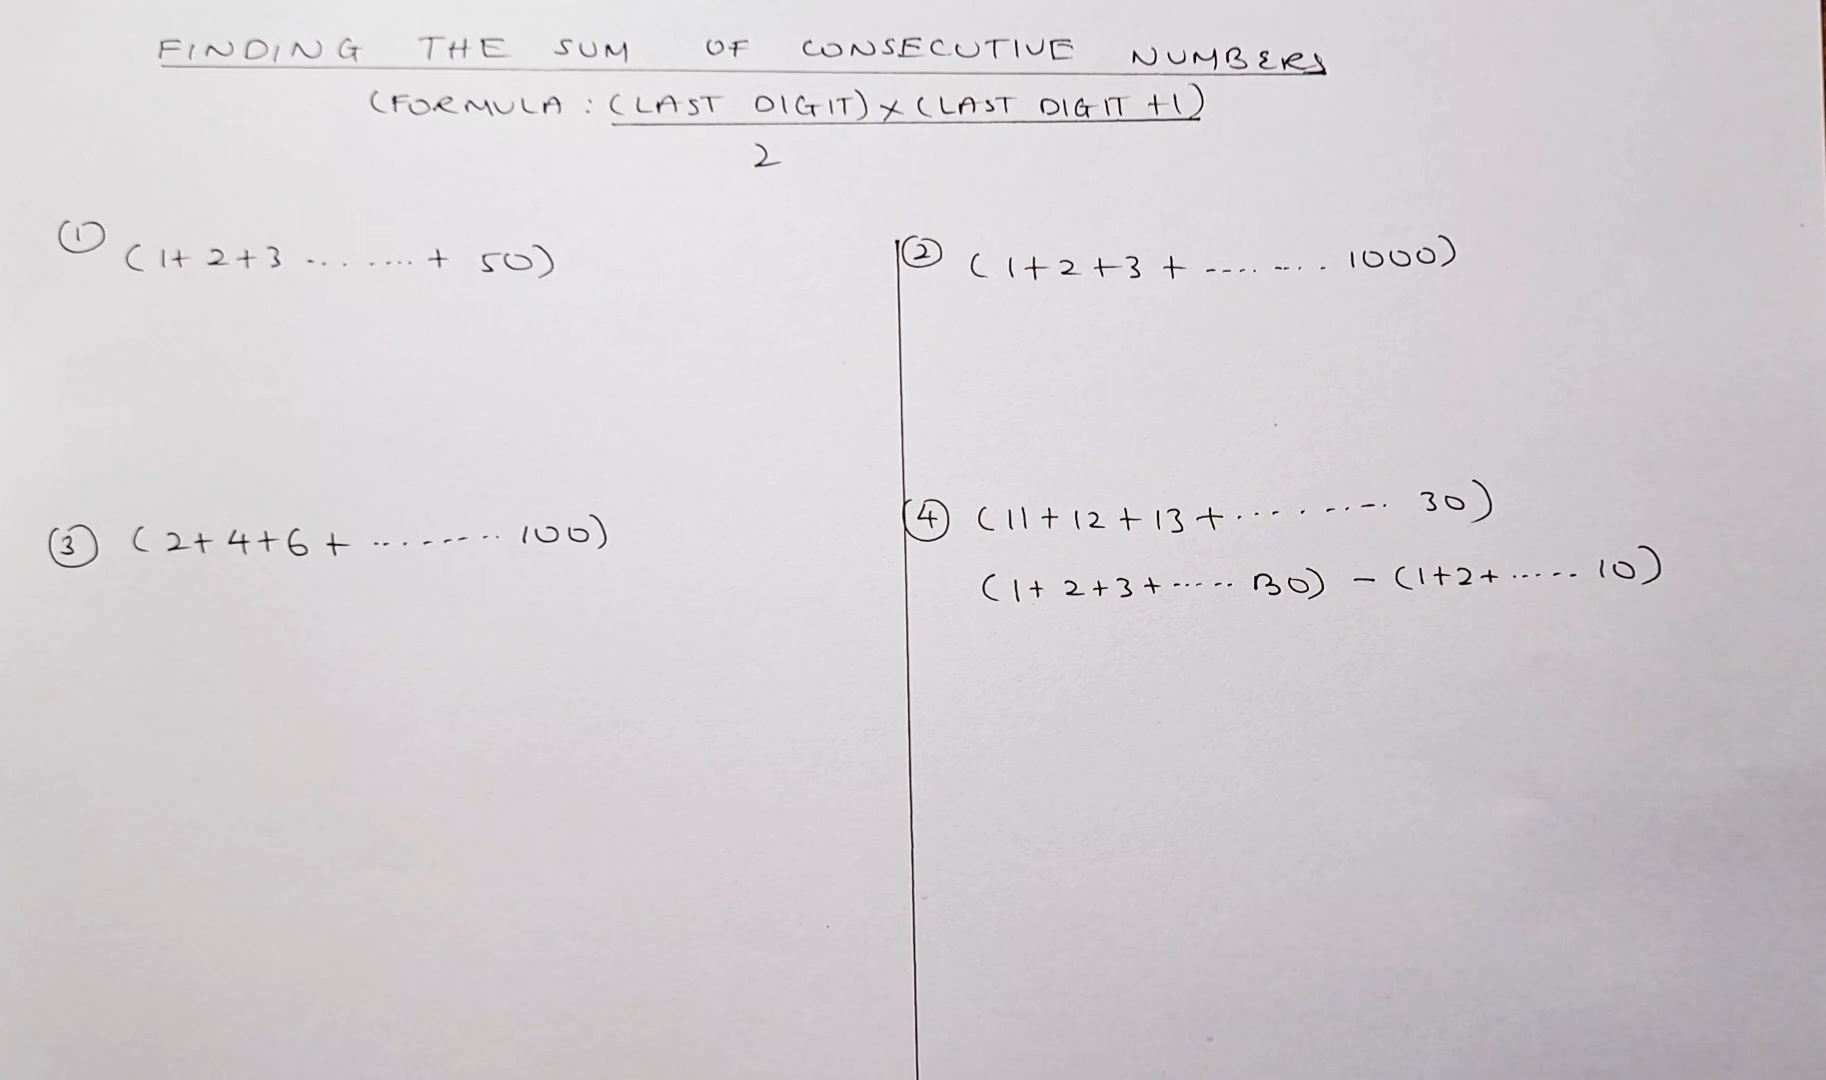 FINDING THE SUM OF CONSECUTIVE NUMBERS
(FORMULA : (LAST DIGIT) x (LAST DIGIT +1)
2
① (1+ 2+3 ........ + 50)
② (1+2+3 + ........ 1000)
③ (2+4+6+ ......... 100)
④ (11+12+13+ ......... 30)
(1+ 2+3+ ...... 30) - (1+2+ ...... 10)